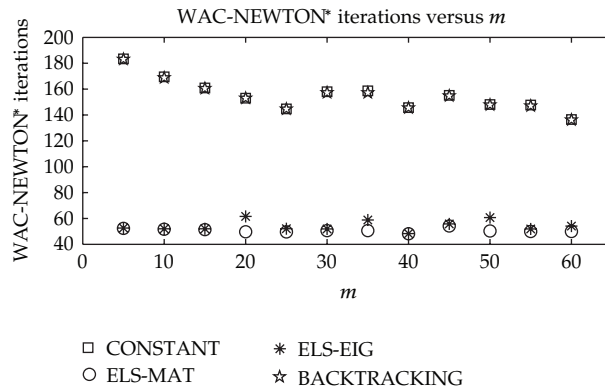 WAC-NEWTON* iterations versus m
WAC-NEWTON* iterations
200
180
160
140
120
100
80
60
40
0 10 20 30 40 50 60
m
CONSTANT
ELS-MAT
ELS-EIG
BACKTRACKING